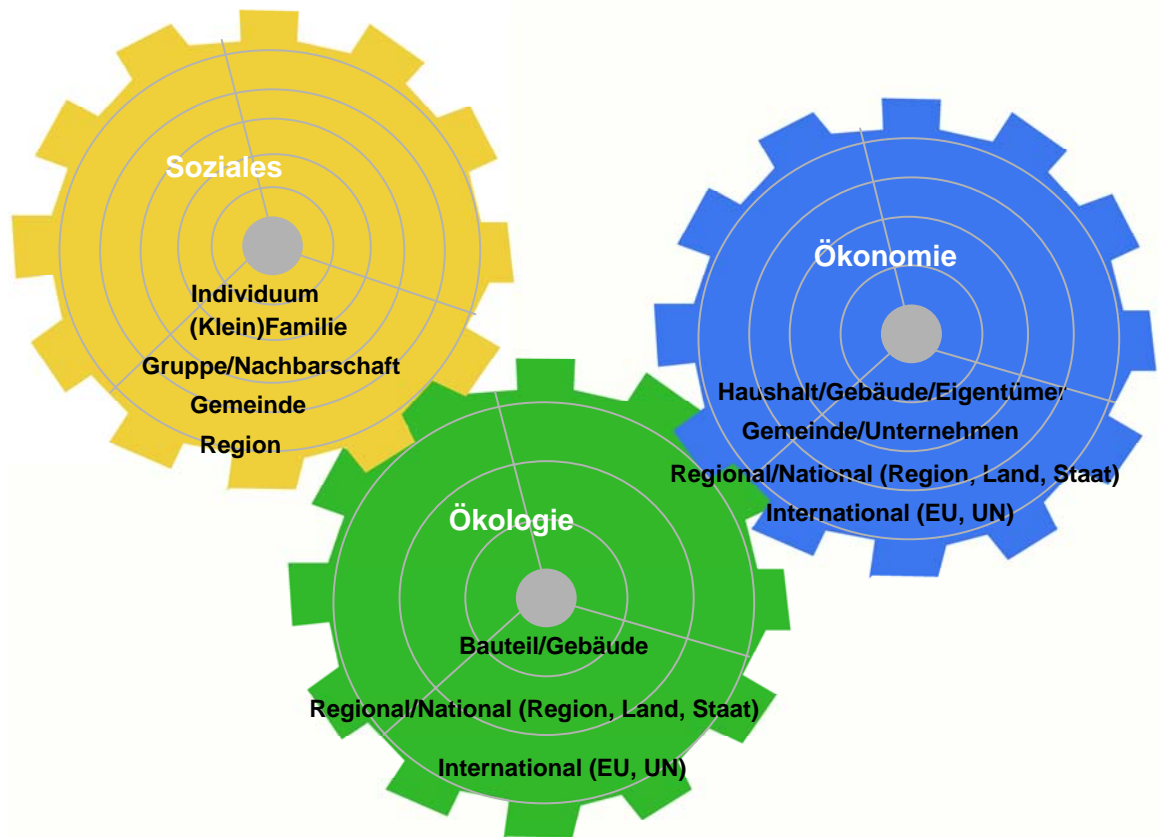 Soziales
Individuum
(Klein)Familie
Gruppe/Nachbarschaft
Gemeinde
Region
Ökonomie
Haushalt/Gebäude/Eigentümer
Gemeinde/Unternehmen
Regional/National (Region, Land, Staat)
International (EU, UN)
Ökologie
Bauteil/Gebäude
Regional/National (Region, Land, Staat)
International (EU, UN)